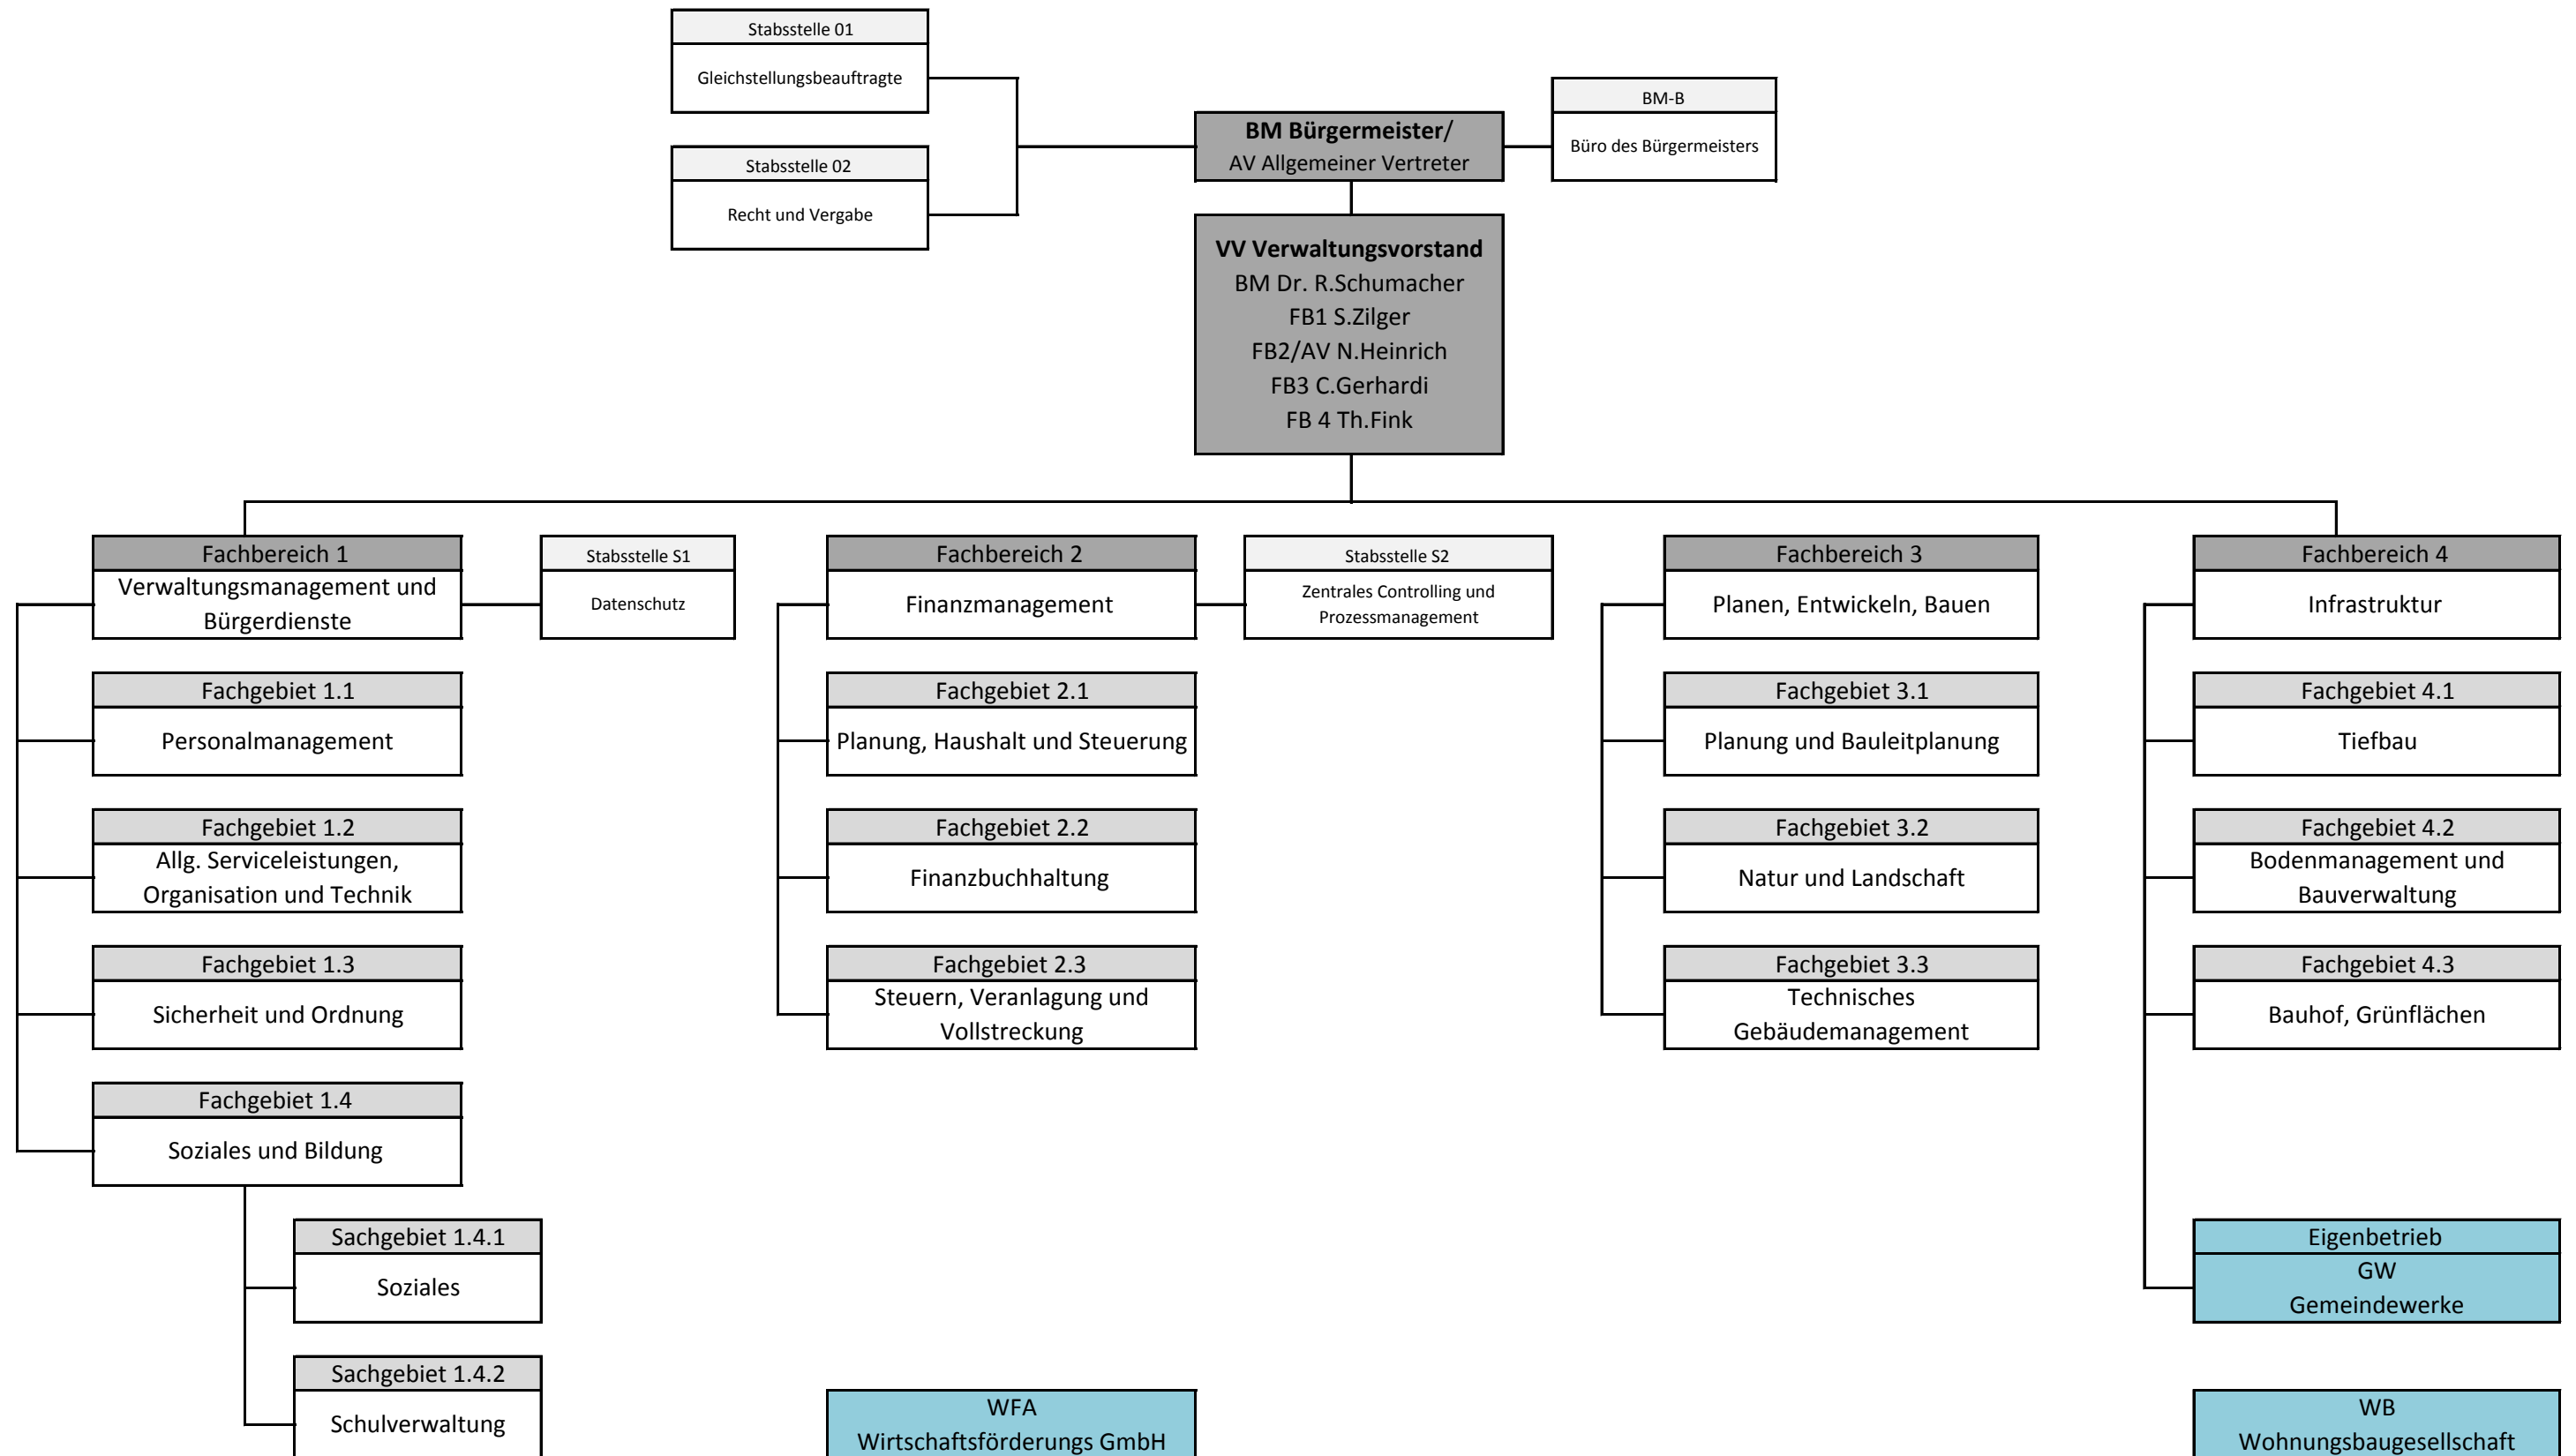 Stabsstelle 01
Gleichstellungsbeauftragte
BM-B
Büro des Bürgermeisters
BM Bürgermeister/
AV Allgemeiner Vertreter
Stabsstelle 02
Recht und Vergabe
VV Verwaltungsvorstand
BM Dr. R.Schumacher
FB1 S.Zilger
FB2/AV N.Heinrich
FB3 C.Gerhardi
FB 4 Th.Fink
Fachbereich 1
Verwaltungsmanagement und
Bürgerdienste
Stabsstelle S1
Datenschutz
Fachgebiet 1.1
Personalmanagement
Fachgebiet 1.2
Allg. Serviceleistungen,
Organisation und Technik
Fachgebiet 1.3
Sicherheit und Ordnung
Fachgebiet 1.4
Soziales und Bildung
Sachgebiet 1.4.1
Soziales
Sachgebiet 1.4.2
Schulverwaltung
Fachbereich 2
Finanzmanagement
Stabsstelle S2
Zentrales Controlling und
Prozessmanagement
Fachgebiet 2.1
Planung, Haushalt und Steuerung
Fachgebiet 2.2
Finanzbuchhaltung
Fachgebiet 2.3
Steuern, Veranlagung und
Vollstreckung
WFA
Wirtschaftsförderungs GmbH
Fachbereich 3
Planen, Entwickeln, Bauen
Fachgebiet 3.1
Planung und Bauleitplanung
Fachgebiet 3.2
Natur und Landschaft
Fachgebiet 3.3
Technisches
Gebäudemanagement
Fachbereich 4
Infrastruktur
Fachgebiet 4.1
Tiefbau
Fachgebiet 4.2
Bodenmanagement und
Bauverwaltung
Fachgebiet 4.3
Bauhof, Grünflächen
Eigenbetrieb
GW
Gemeindewerke
WB
Wohnungsbaugesellschaft